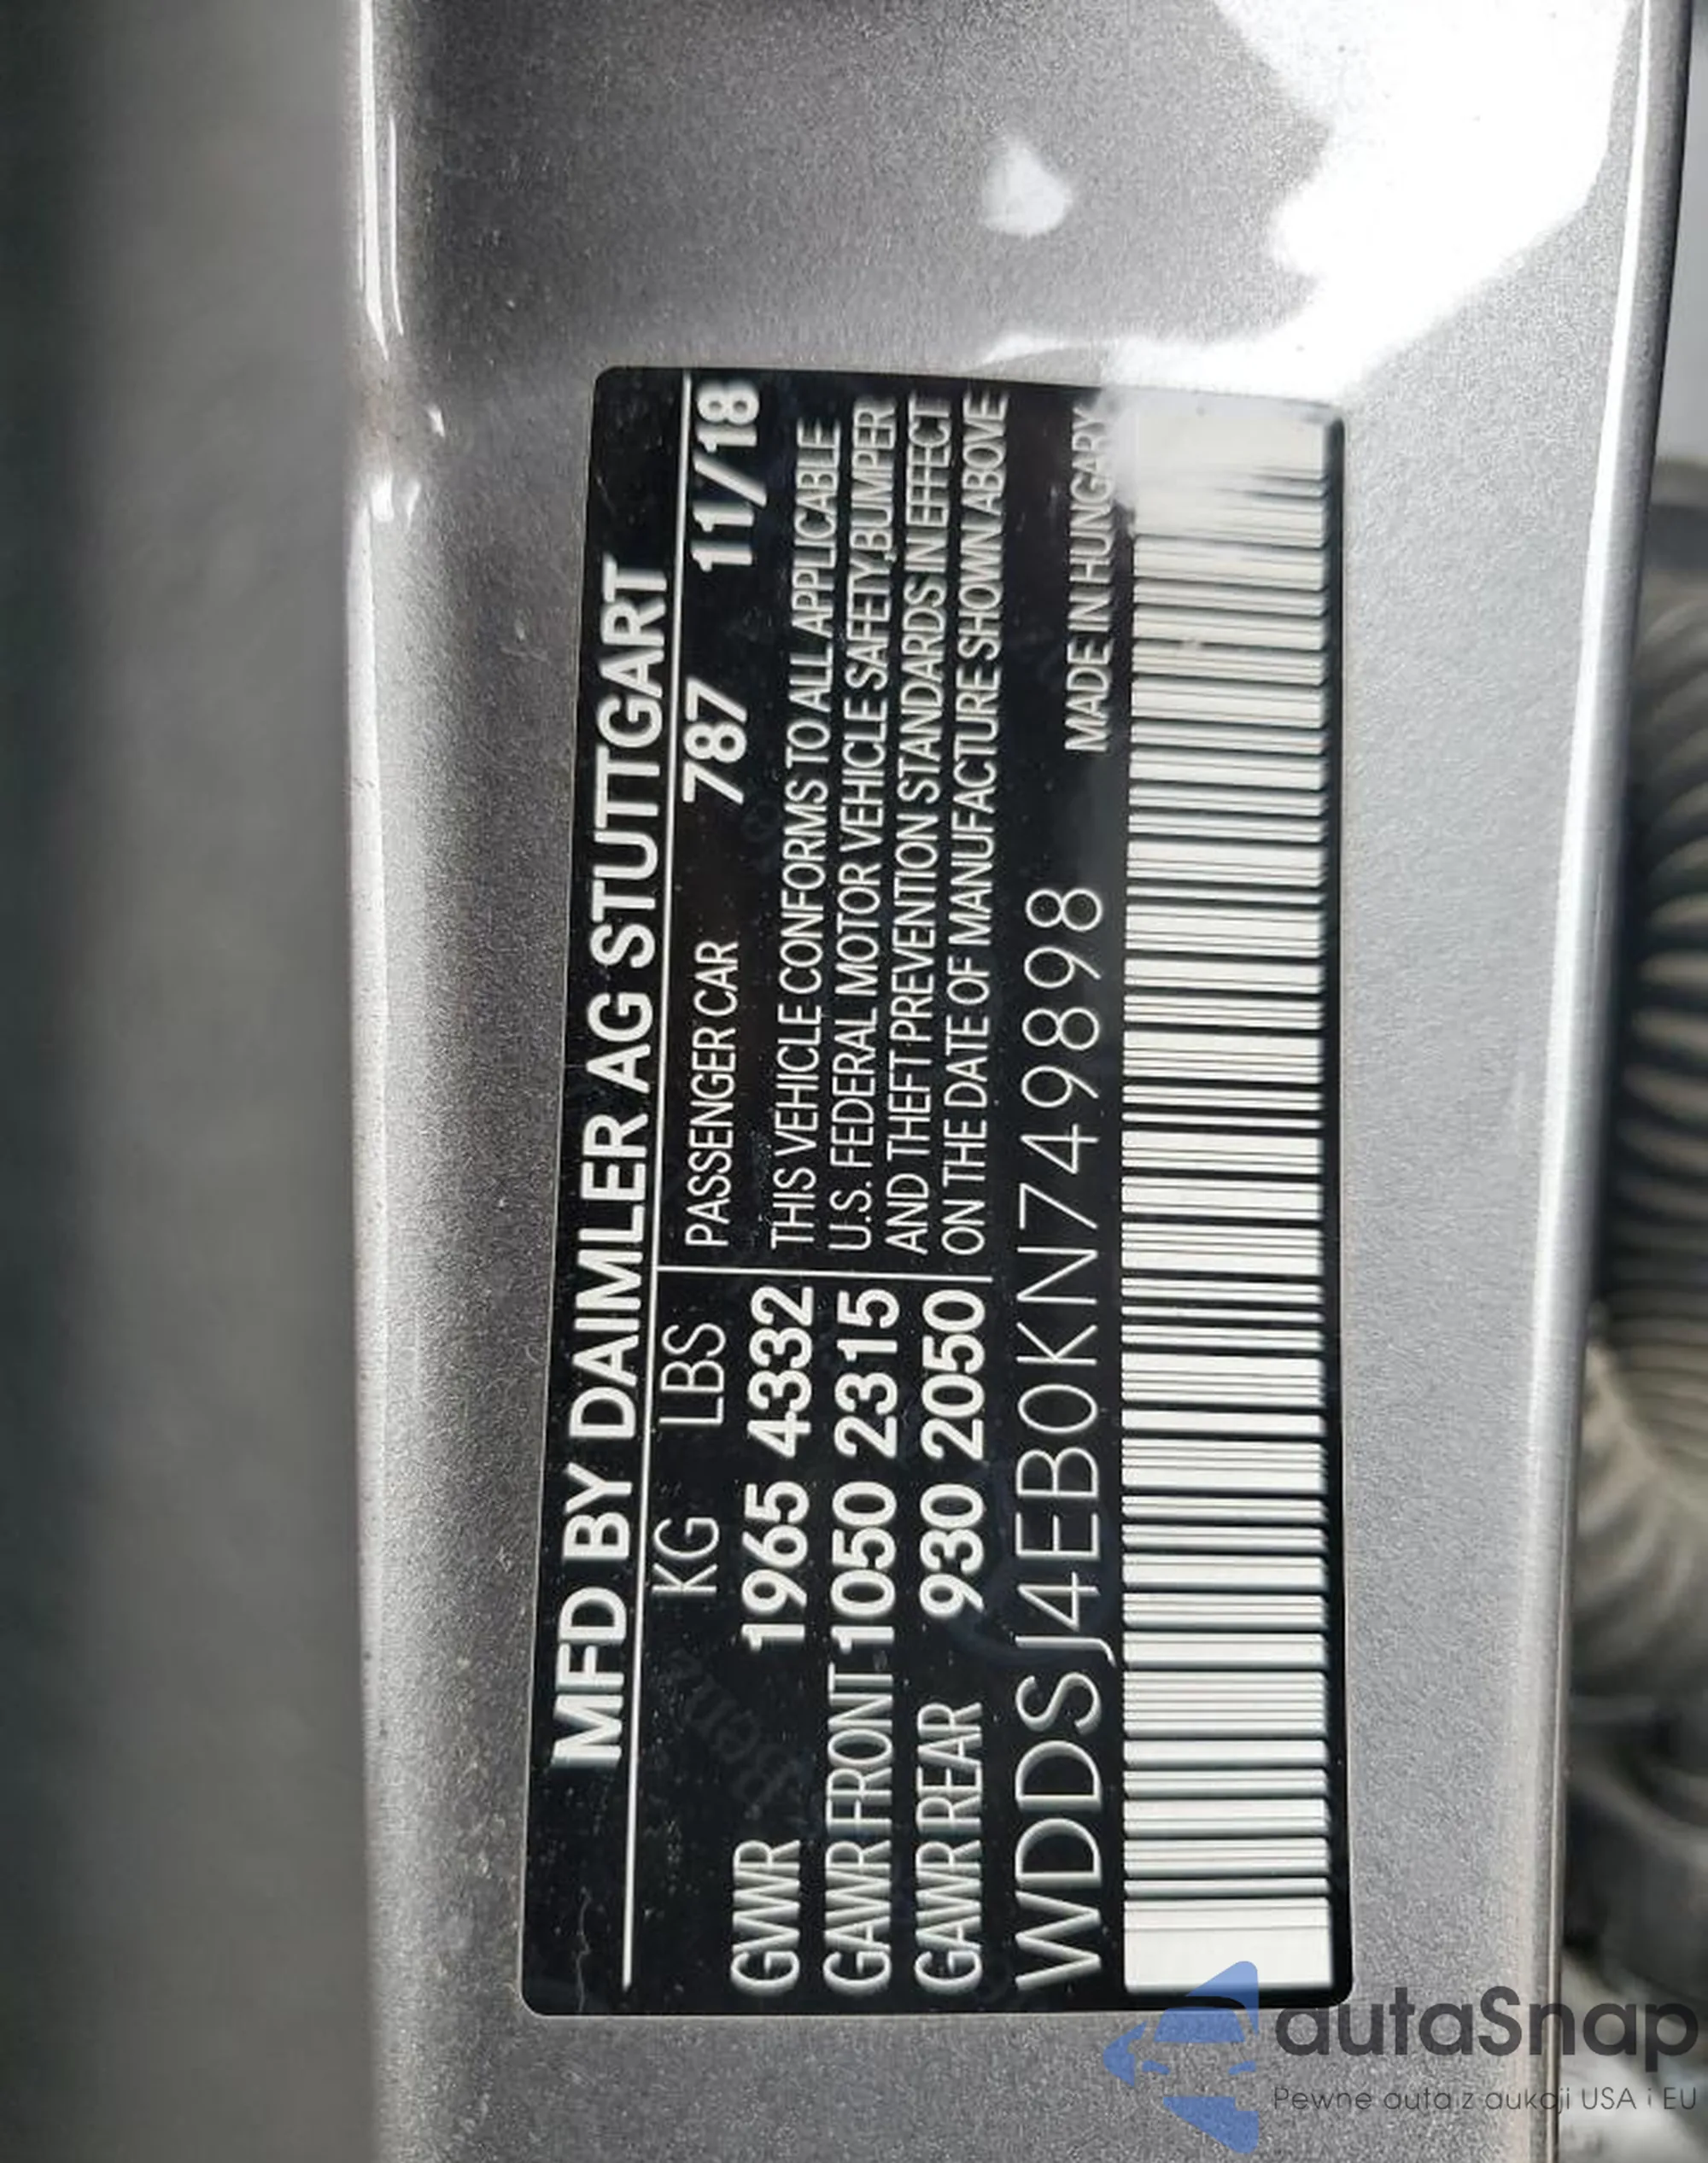 MFD BY DAIMLER AG STUTTGART
KG LBS PASSENGER CAR 787 11/18
GVWR 1965 4332 THIS VEHICLE CONFORMS TO ALL APPLICABLE
GAWR FRONT 1050 2315 U.S. FEDERAL MOTOR VEHICLE SAFETY,BUMPER
GAWR REAR 930 2050 AND THEFT PREVENTION STANDARDS IN EFFECT
ON THE DATE OF MANUFACTURE SHOWN ABOVE
WDDSJ4EB0KN749898 MADE IN HUNGARY
autaSnap
Pewne auta z aukcji USA i EU